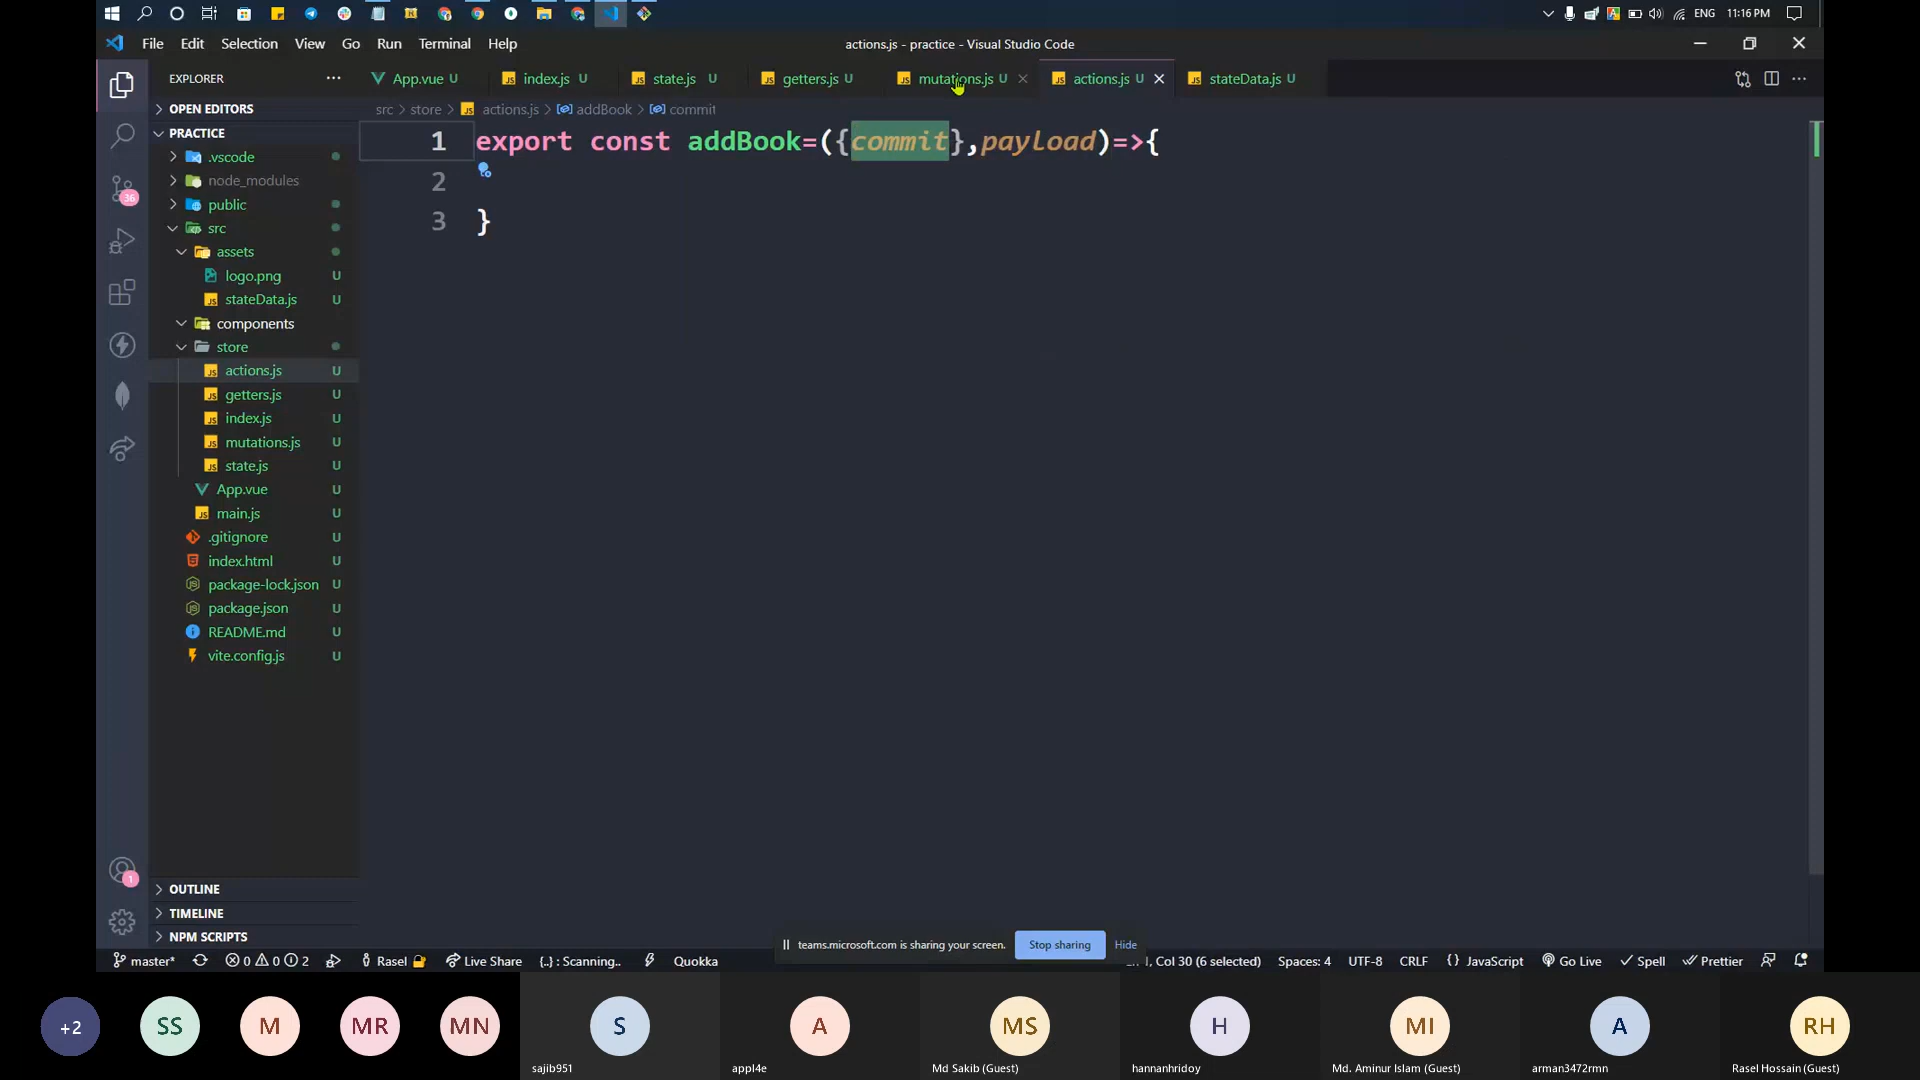 ENG 11:16 PM
File Edit Selection View Go Run Terminal Help
actions.js - practice - Visual Studio Code
EXPLORER
App.vue U index.js U state.js U getters.js U mutations.js U actions.js U stateData.js U
OPEN EDITORS
src > store > actions.js > addBook > commit
PRACTICE
1 export const addBook=({commit},payload)=>{
2
3 }
.vscode
node_modules
36
public
src
assets
logo.png U
stateData.js U
components
store
actions.js U
getters.js U
index.js U
mutations.js U
state.js U
App.vue U
main.js U
.gitignore U
index.html U
package-lock.json U
package.json U
README.md U
vite.config.js U
1
OUTLINE
TIMELINE
NPM SCRIPTS
teams.microsoft.com is sharing your screen. Stop sharing Hide
master* 0 0 2 Rasel Live Share {..} : Scanning.. Quokka 1, Col 30 (6 selected) Spaces: 4 UTF-8 CRLF {} JavaScript Go Live Spell Prettier
+2 SS M MR MN S A MS H MI A RH
sajib951 appl4e Md Sakib (Guest) hannanhridoy Md. Aminur Islam (Guest) arman3472rmn Rasel Hossain (Guest)